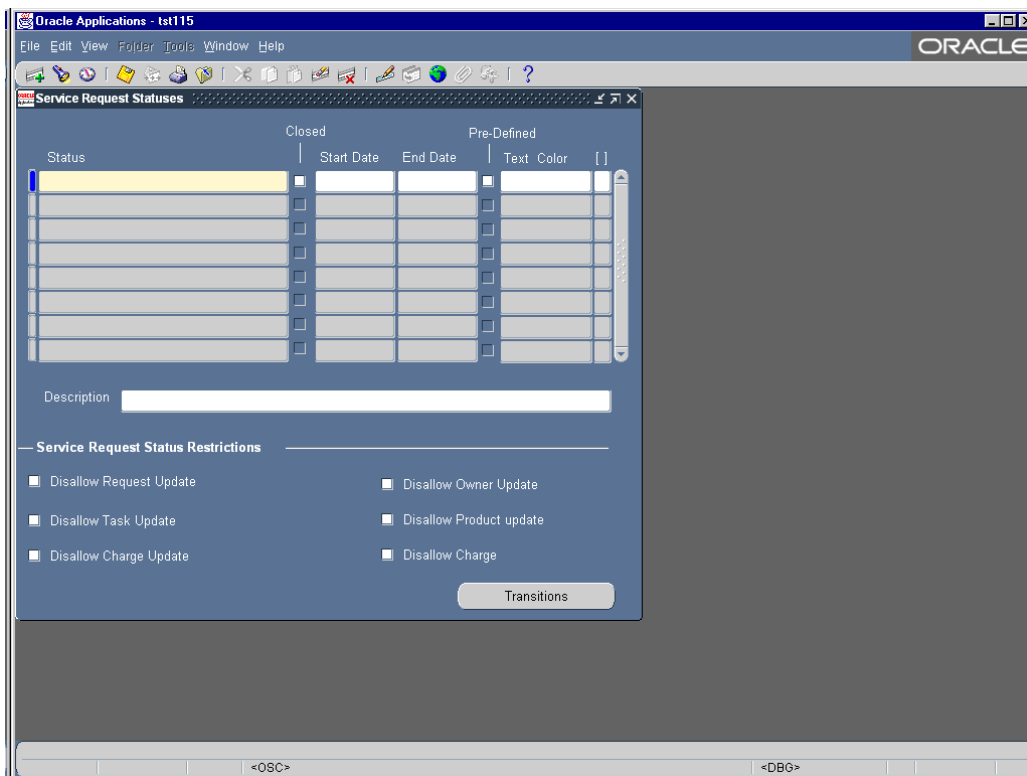 Oracle Applications - tst115
File Edit View Folder Tools Window Help
ORACLE
Service Request Statuses
Closed Pre-Defined
Status Start Date End Date Text Color [ ]
Description
Service Request Status Restrictions
Disallow Request Update Disallow Owner Update
Disallow Task Update Disallow Product update
Disallow Charge Update Disallow Charge
Transitions
<OSC> <DBG>